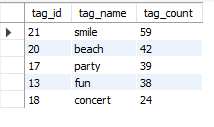 tag_id tag_name tag_count
21 smile 59
20 beach 42
17 party 39
13 fun 38
18 concert 24